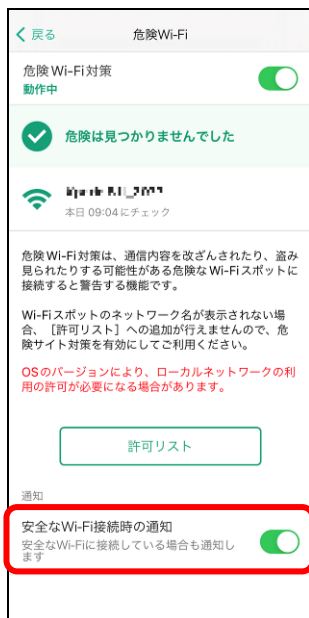 戻る 危険Wi-Fi
危険Wi-Fi対策
動作中
危険は見つかりませんでした
本日 09:04にチェック
危険Wi-Fi対策は、通信内容を改ざんされたり、盗み
見られたりする可能性がある危険なWi-Fiスポットに
接続すると警告する機能です。
Wi-Fiスポットのネットワーク名が表示されない場
合、［許可リスト］への追加が行えませんので、危
険サイト対策を有効にしてご利用ください。
OSのバージョンにより、ローカルネットワークの利
用の許可が必要になる場合があります。
許可リスト
通知
安全なWi-Fi接続時の通知
安全なWi-Fiに接続している場合も通知し
ます